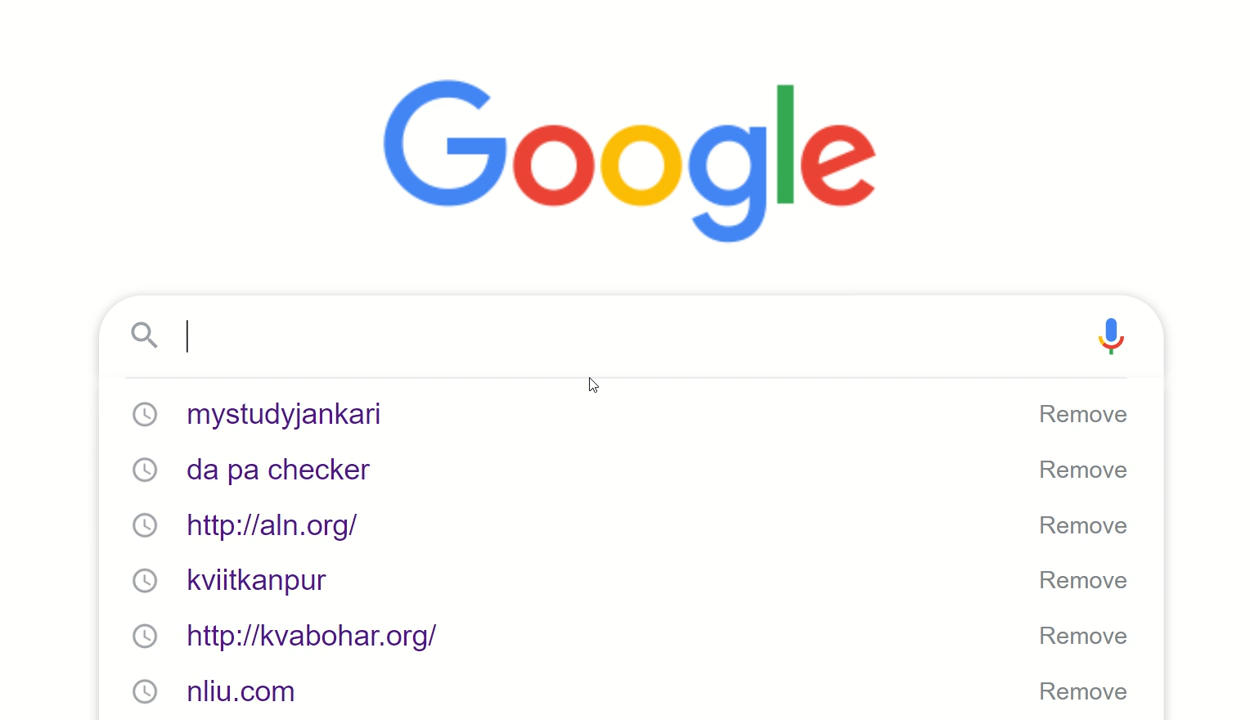 Google
mystudyjankari Remove
da pa checker Remove
http://aln.org/ Remove
kviitkanpur Remove
http://kvabohar.org/ Remove
nliu.com Remove